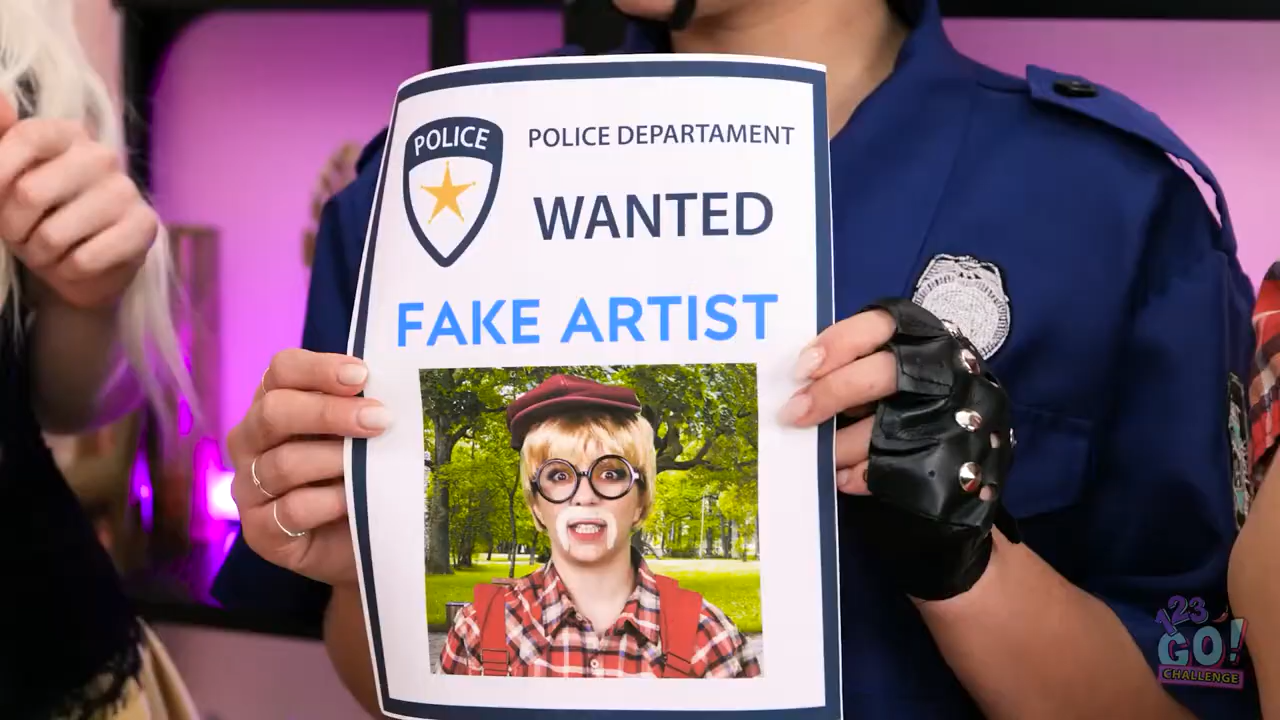 POLICE
POLICE DEPARTAMENT
WANTED
FAKE ARTIST
123
GO!
CHALLENGE